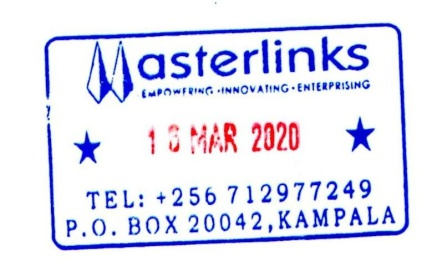 Masterlinks
EMPOWERING · INNOVATING · ENTERPRISING
MAR 2020
TEL: +256 712977249
P.O. BOX 20042, KAMPALA